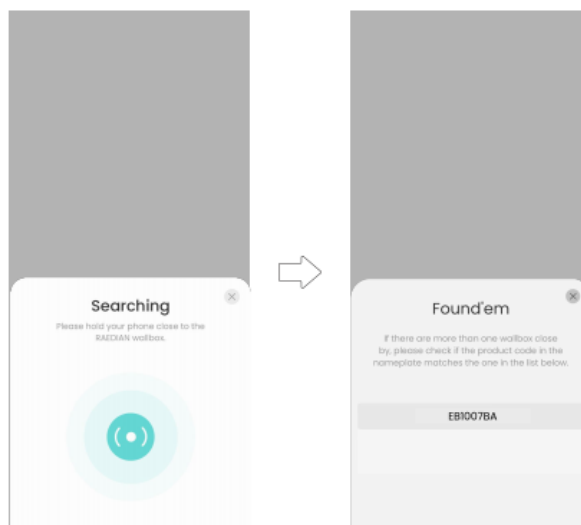 Searching
Please hold your phone close to the
RAEDIAN wallbox.
Found'em
If there are more than one wallbox close
by, please check if the product code in the
nameplate matches the one in the list below.
EB1007BA